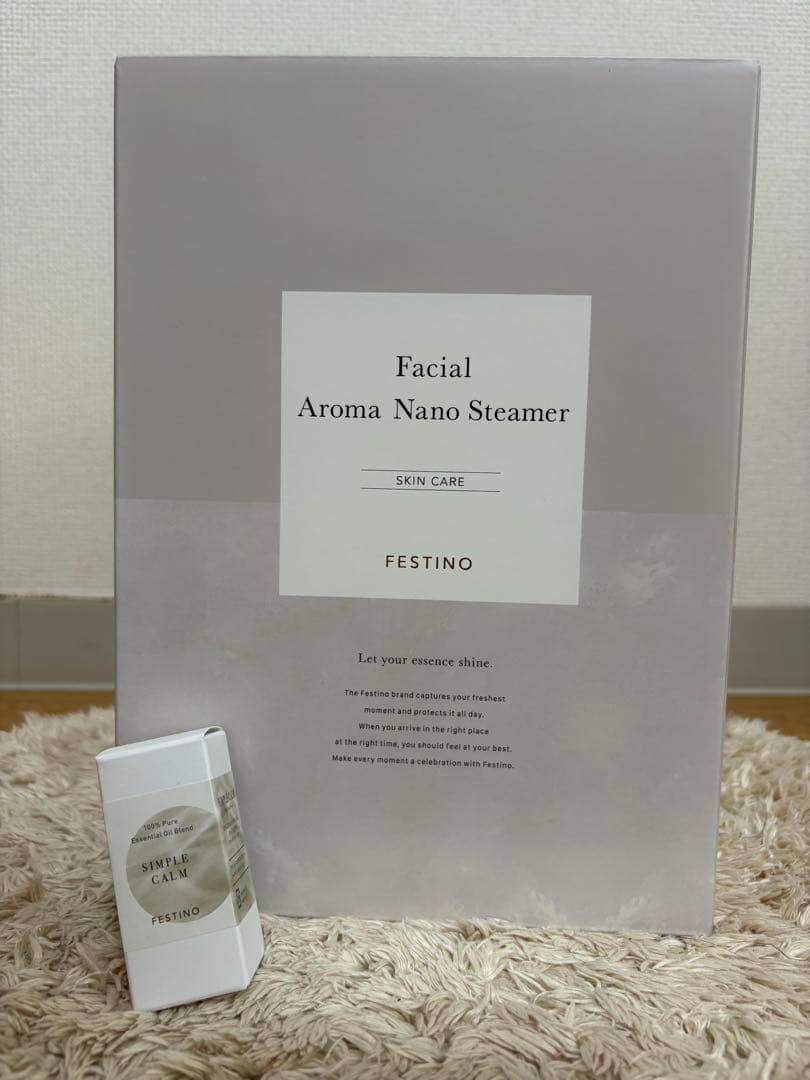 Facial
Aroma Nano Steamer
SKIN CARE
FESTINO
Let your essence shine.
The Festino brand captures your freshest
moment and protects it all day.
When you arrive in the right place
at the right time, you should feel at your best.
Make every moment a celebration with Festino.
100% Pure
Essential Oil Blend
SIMPLE
CALM
FESTINO